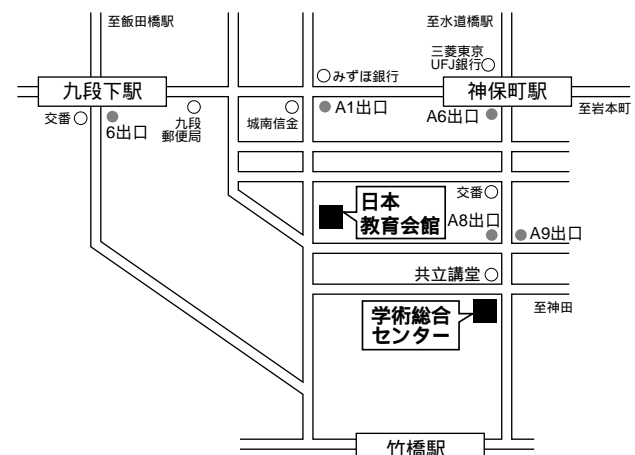 至飯田橋駅
至水道橋駅
三菱東京
UFJ銀行
みずほ銀行
九段下駅
神保町駅
至岩本町
交番
6出口
九段
郵便局
城南信金
A1出口
A6出口
交番
日本
教育会館
A8出口
A9出口
共立講堂
学術総合
センター
至神田
竹橋駅